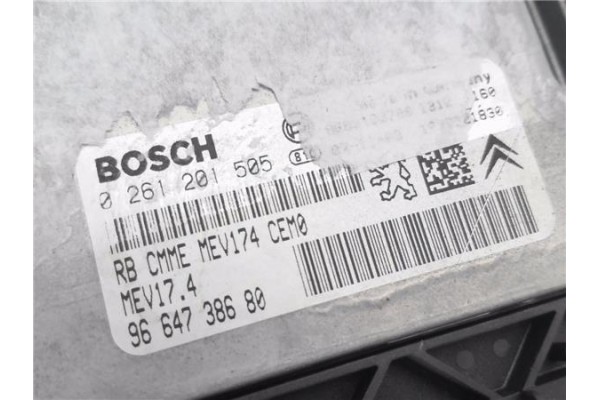 BOSCH
0 261 201 505
RB CMME MEV174 CEM0
MEV17.4
96 647 386 80